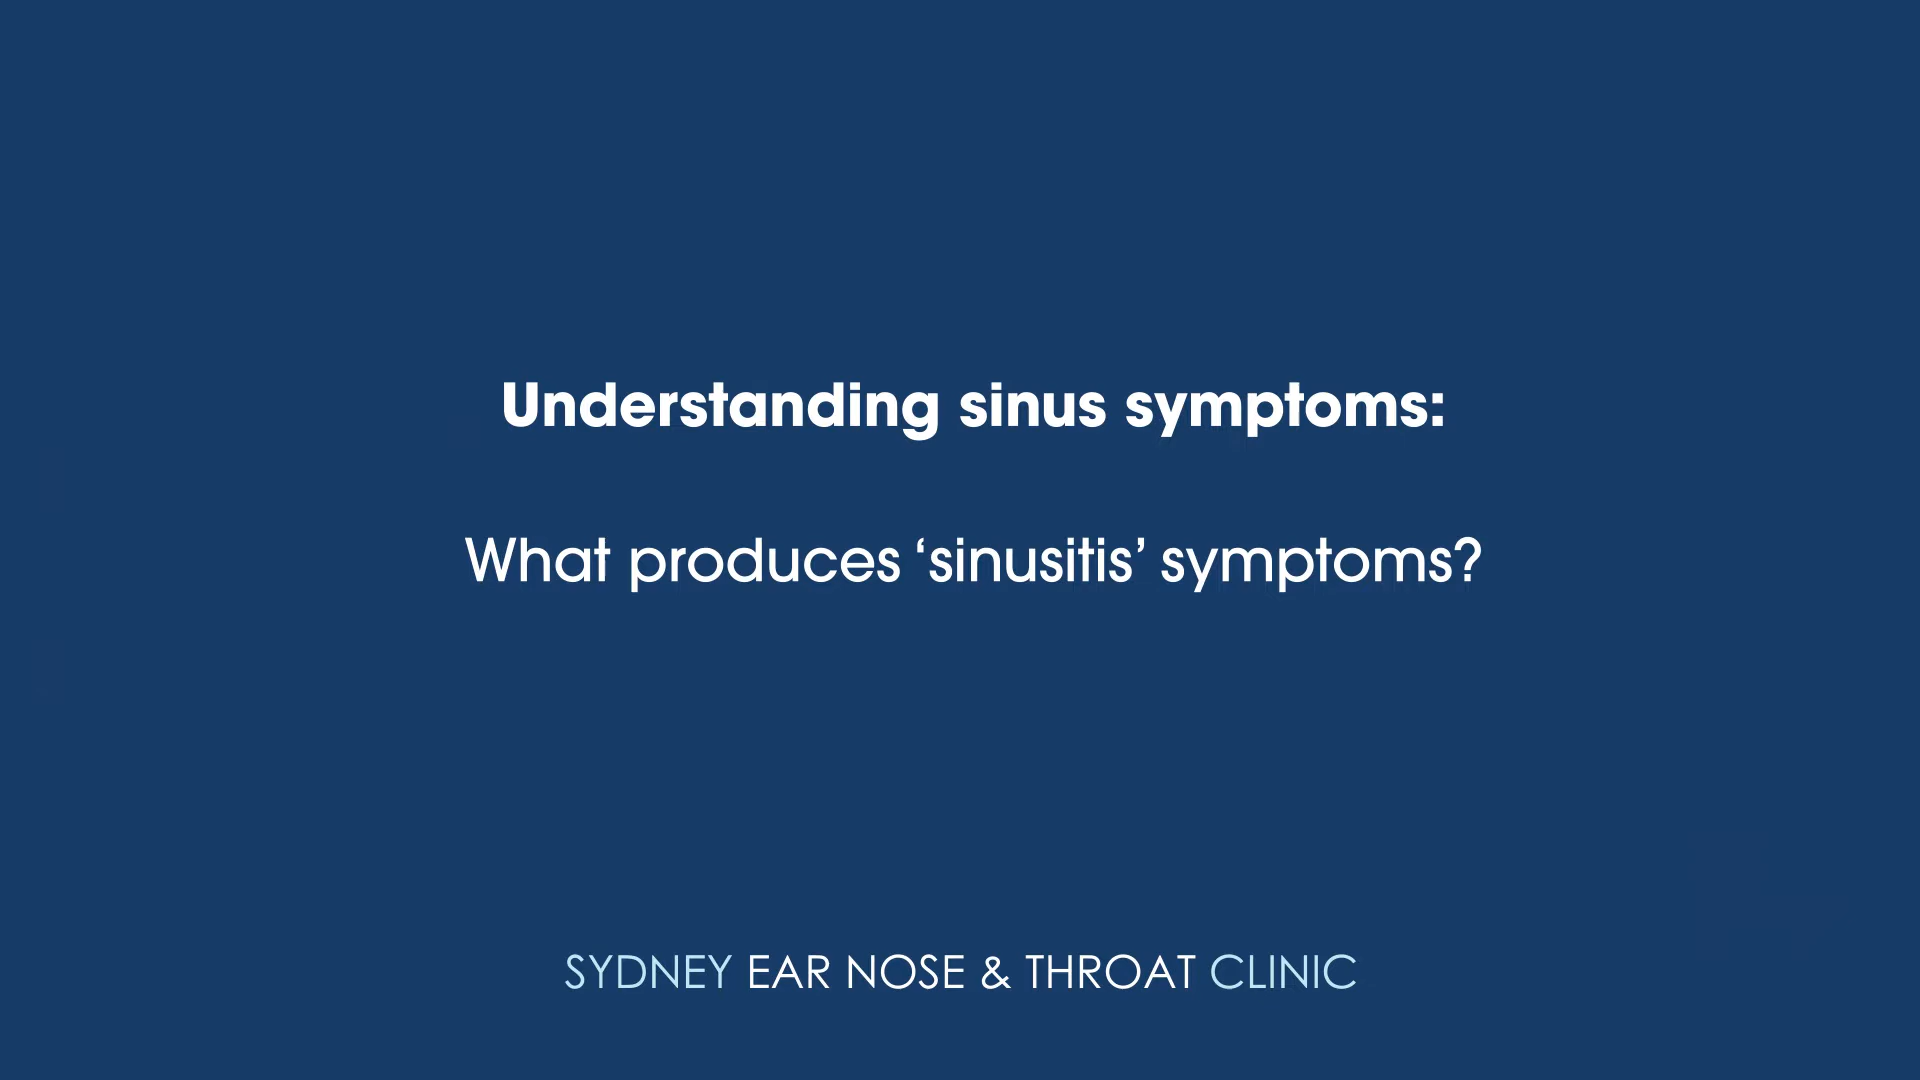 Understanding sinus symptoms:
What produces ‘sinusitis’ symptoms?
SYDNEY EAR NOSE & THROAT CLINIC